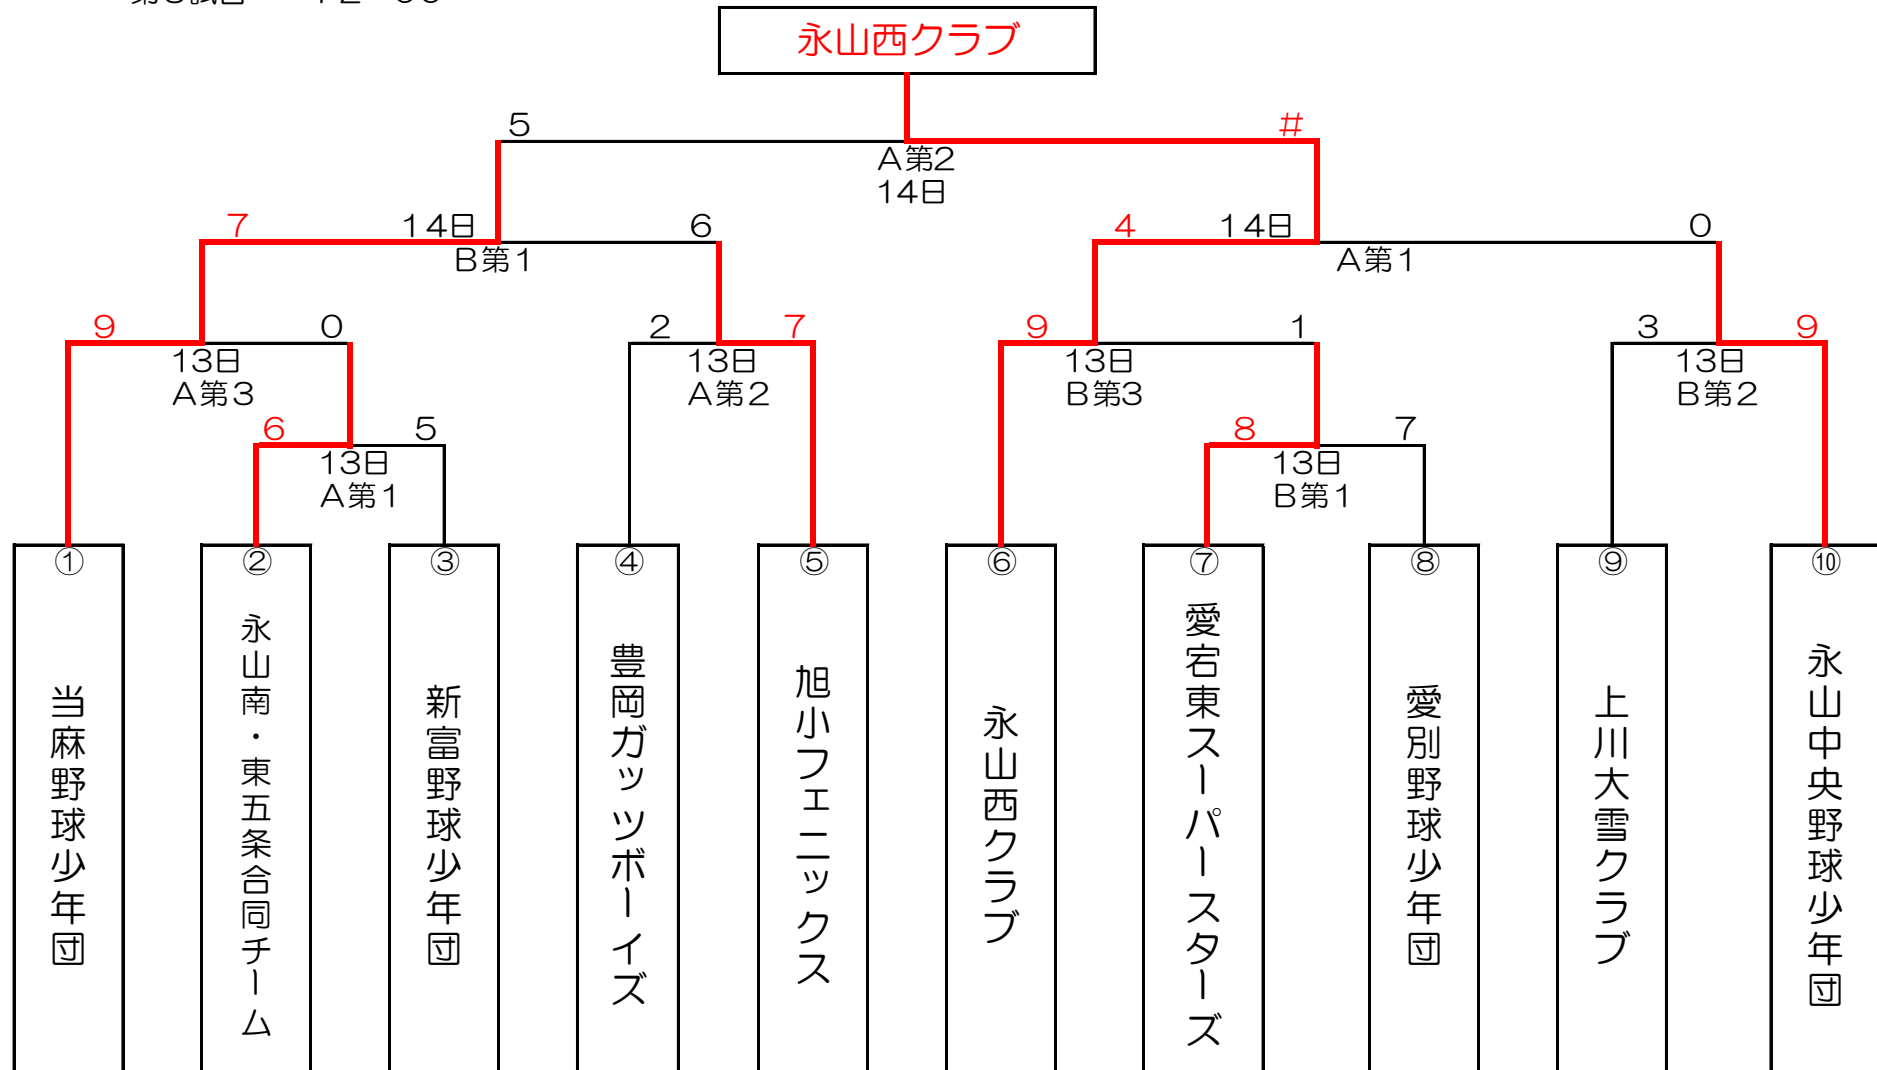 永山西クラブ
5
#
A第2
14日
7
14日
6
B第1
4
14日
0
A第1
9
0
13日
A第3
2
7
13日
A第2
9
1
13日
B第3
3
9
13日
B第2
6
5
13日
A第1
8
7
13日
B第1
①
②
③
④
⑤
⑥
⑦
⑧
⑨
⑩
当麻野球少年団
永山南・東五条合同チーム
新富野球少年団
豊岡ガッツボーイズ
旭小フェニックス
永山西クラブ
愛宕東スーパースターズ
愛別野球少年団
上川大雪クラブ
永山中央野球少年団